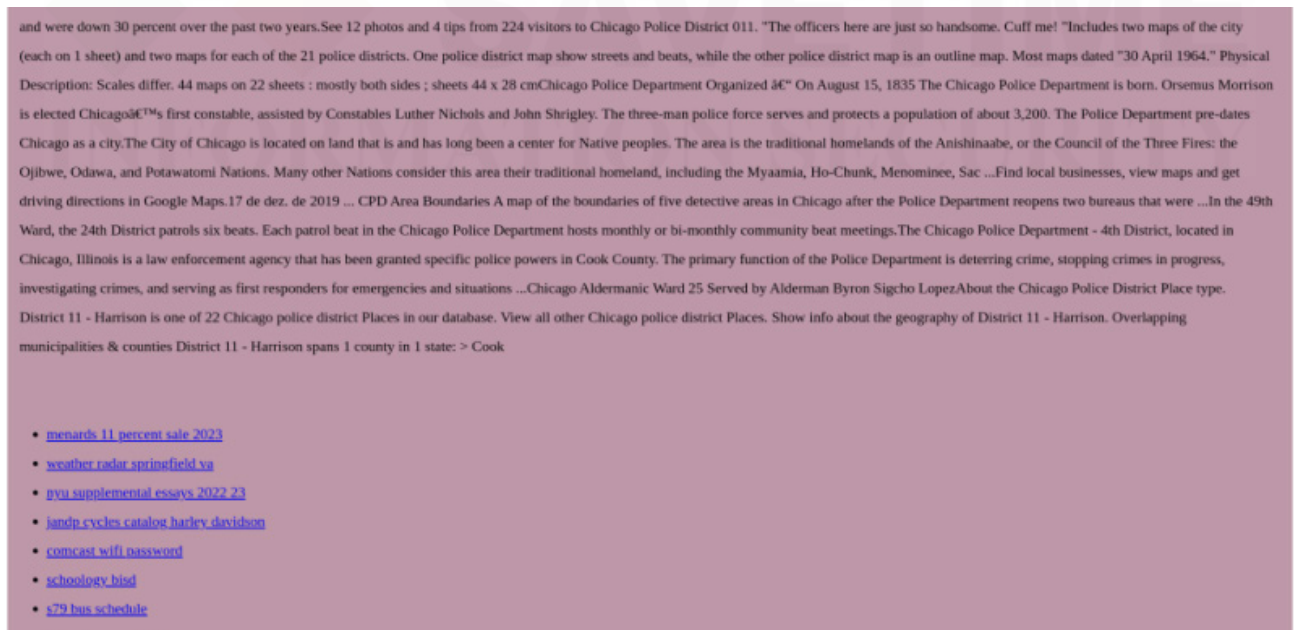 and were down 30 percent over the past two years.See 12 photos and 4 tips from 224 visitors to Chicago Police District 011. "The officers here are just so handsome. Cuff me! "Includes two maps of the city
(each on 1 sheet) and two maps for each of the 21 police districts. One police district map show streets and beats, while the other police district map is an outline map. Most maps dated "30 April 1964." Physical
Description: Scales differ. 44 maps on 22 sheets : mostly both sides ; sheets 44 x 28 cmChicago Police Department Organized â€“ On August 15, 1835 The Chicago Police Department is born. Orsemus Morrison
is elected Chicagoâ€™s first constable, assisted by Constables Luther Nichols and John Shrigley. The three-man police force serves and protects a population of about 3,200. The Police Department pre-dates
Chicago as a city.The City of Chicago is located on land that is and has long been a center for Native peoples. The area is the traditional homelands of the Anishinaabe, or the Council of the Three Fires: the
Ojibwe, Odawa, and Potawatomi Nations. Many other Nations consider this area their traditional homeland, including the Myaamia, Ho-Chunk, Menominee, Sac ...Find local businesses, view maps and get
driving directions in Google Maps.17 de dez. de 2019 ... CPD Area Boundaries A map of the boundaries of five detective areas in Chicago after the Police Department reopens two bureaus that were ...In the 49th
Ward, the 24th District patrols six beats. Each patrol beat in the Chicago Police Department hosts monthly or bi-monthly community beat meetings.The Chicago Police Department - 4th District, located in
Chicago, Illinois is a law enforcement agency that has been granted specific police powers in Cook County. The primary function of the Police Department is deterring crime, stopping crimes in progress,
investigating crimes, and serving as first responders for emergencies and situations ...Chicago Aldermanic Ward 25 Served by Alderman Byron Sigcho LopezAbout the Chicago Police District Place type.
District 11 - Harrison is one of 22 Chicago police district Places in our database. View all other Chicago police district Places. Show info about the geography of District 11 - Harrison. Overlapping
municipalities & counties District 11 - Harrison spans 1 county in 1 state: > Cook
menards 11 percent sale 2023
weather radar springfield va
nyu supplemental essays 2022 23
jandp cycles catalog harley davidson
comcast wifi password
schoology bisd
s79 bus schedule